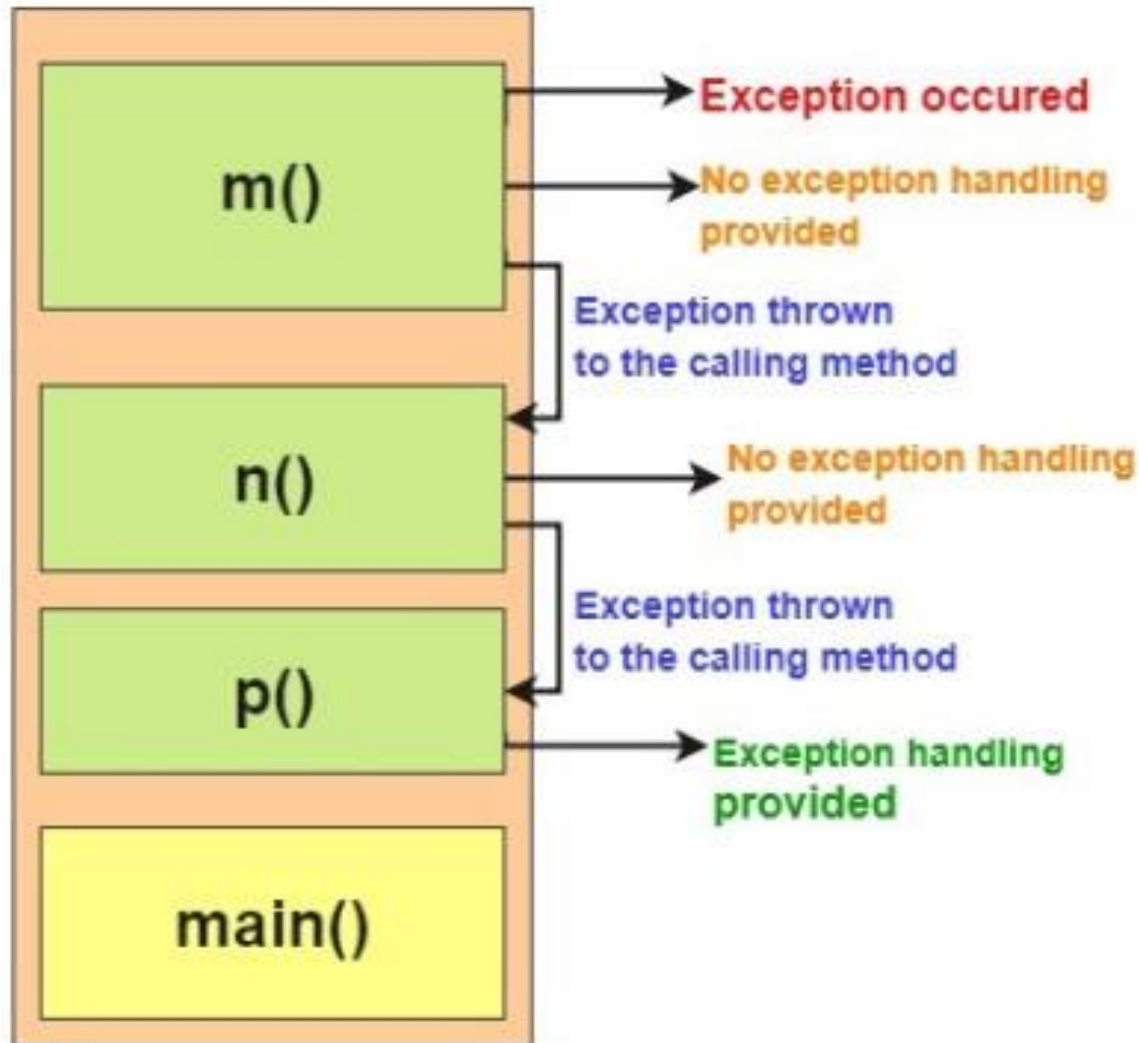 m()
Exception occured
No exception handling
provided
Exception thrown
to the calling method
n()
No exception handling
provided
Exception thrown
to the calling method
p()
Exception handling
provided
main()